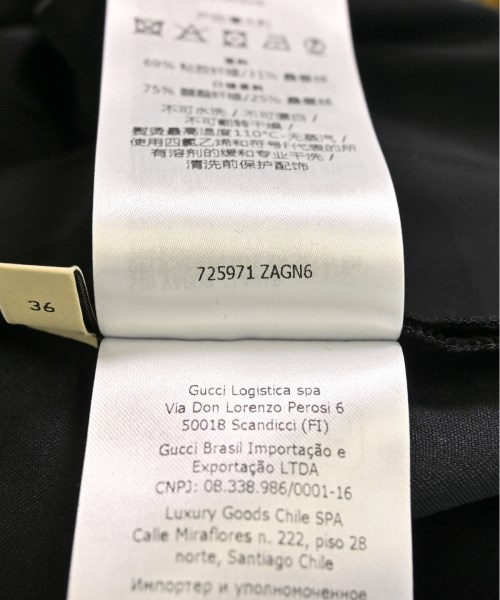 产地:意大利
面料:
69% 粘胶纤维/11% 桑蚕丝
75% 醋酯纤维/25% 桑蚕丝
不可水洗 / 不可漂白 /
不可翻转干燥 /
熨烫最高温度110°C-无蒸汽 /
使用四氯乙烯和符号F代表的所
有溶剂的缓和专业干洗 /
清洗前保护配饰
725971 ZAGN6
36
Gucci Logistica spa
Via Don Lorenzo Perosi 6
50018 Scandicci (FI)
Gucci Brasil Importação e
Exportação LTDA
CNPJ: 08.338.986/0001-16
Luxury Goods Chile SPA
Calle Miraflores n. 222, piso 28
norte, Santiago Chile
Импортер и уполномоченное